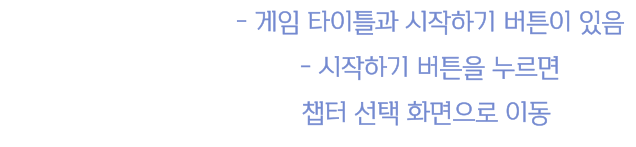 - 게임 타이틀과 시작하기 버튼이 있음
- 시작하기 버튼을 누르면
챕터 선택 화면으로 이동